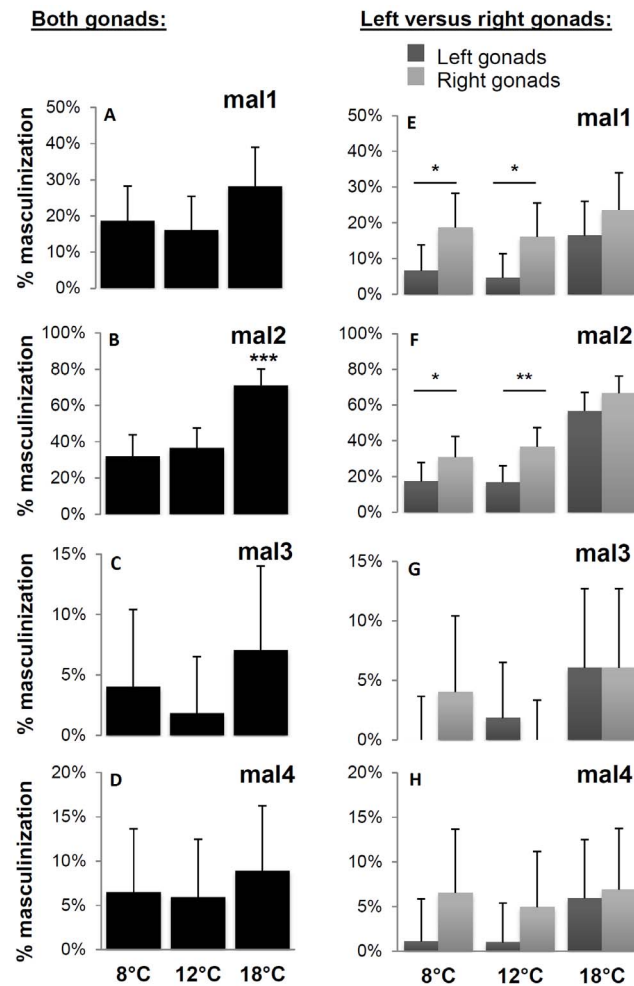 Both gonads:
Left versus right gonads:
Left gonads
Right gonads
A
mal1
% masculinization
50%
40%
30%
20%
10%
0%
E
mal1
50%
40%
30%
20%
10%
0%
*
*
B
mal2
% masculinization
100%
80%
60%
40%
20%
0%
***
F
mal2
100%
80%
60%
40%
20%
0%
*
**
C
mal3
% masculinization
15%
10%
5%
0%
G
mal3
15%
10%
5%
0%
D
mal4
% masculinization
20%
15%
10%
5%
0%
8°C 12°C 18°C
H
mal4
20%
15%
10%
5%
0%
8°C 12°C 18°C